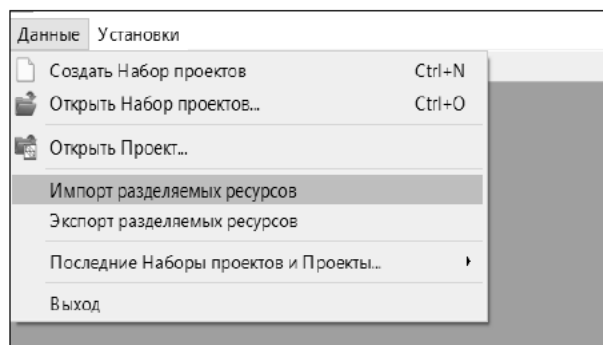 Данные Установки
Создать Набор проектов Ctrl+N
Открыть Набор проектов... Ctrl+O
Открыть Проект...
Импорт разделяемых ресурсов
Экспорт разделяемых ресурсов
Последние Наборы проектов и Проекты...
Выход